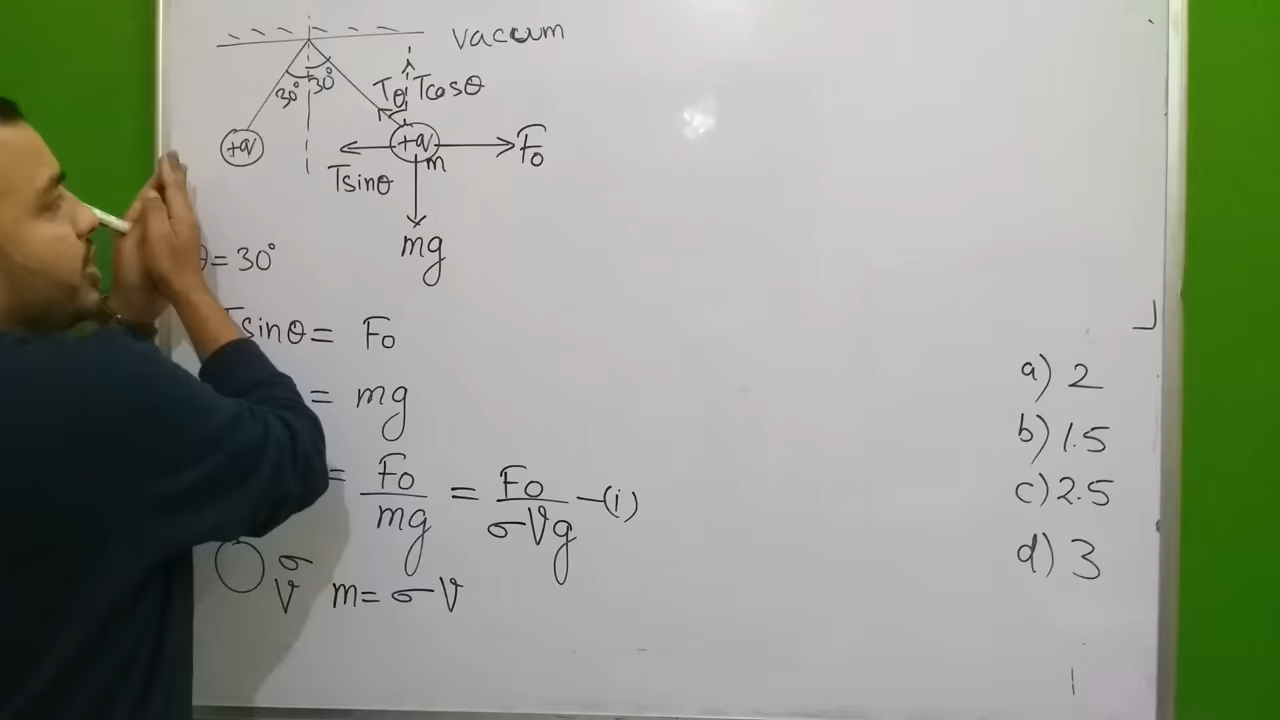 vacuum
30° 30°
Tθ Tcosθ
+q +q m F₀
Tsinθ
mg
θ = 30°
Tsinθ = F₀
= mg
= F₀/mg = F₀/σVg –(i)
σ
V m = σV
a) 2
b) 1.5
c) 2.5
d) 3